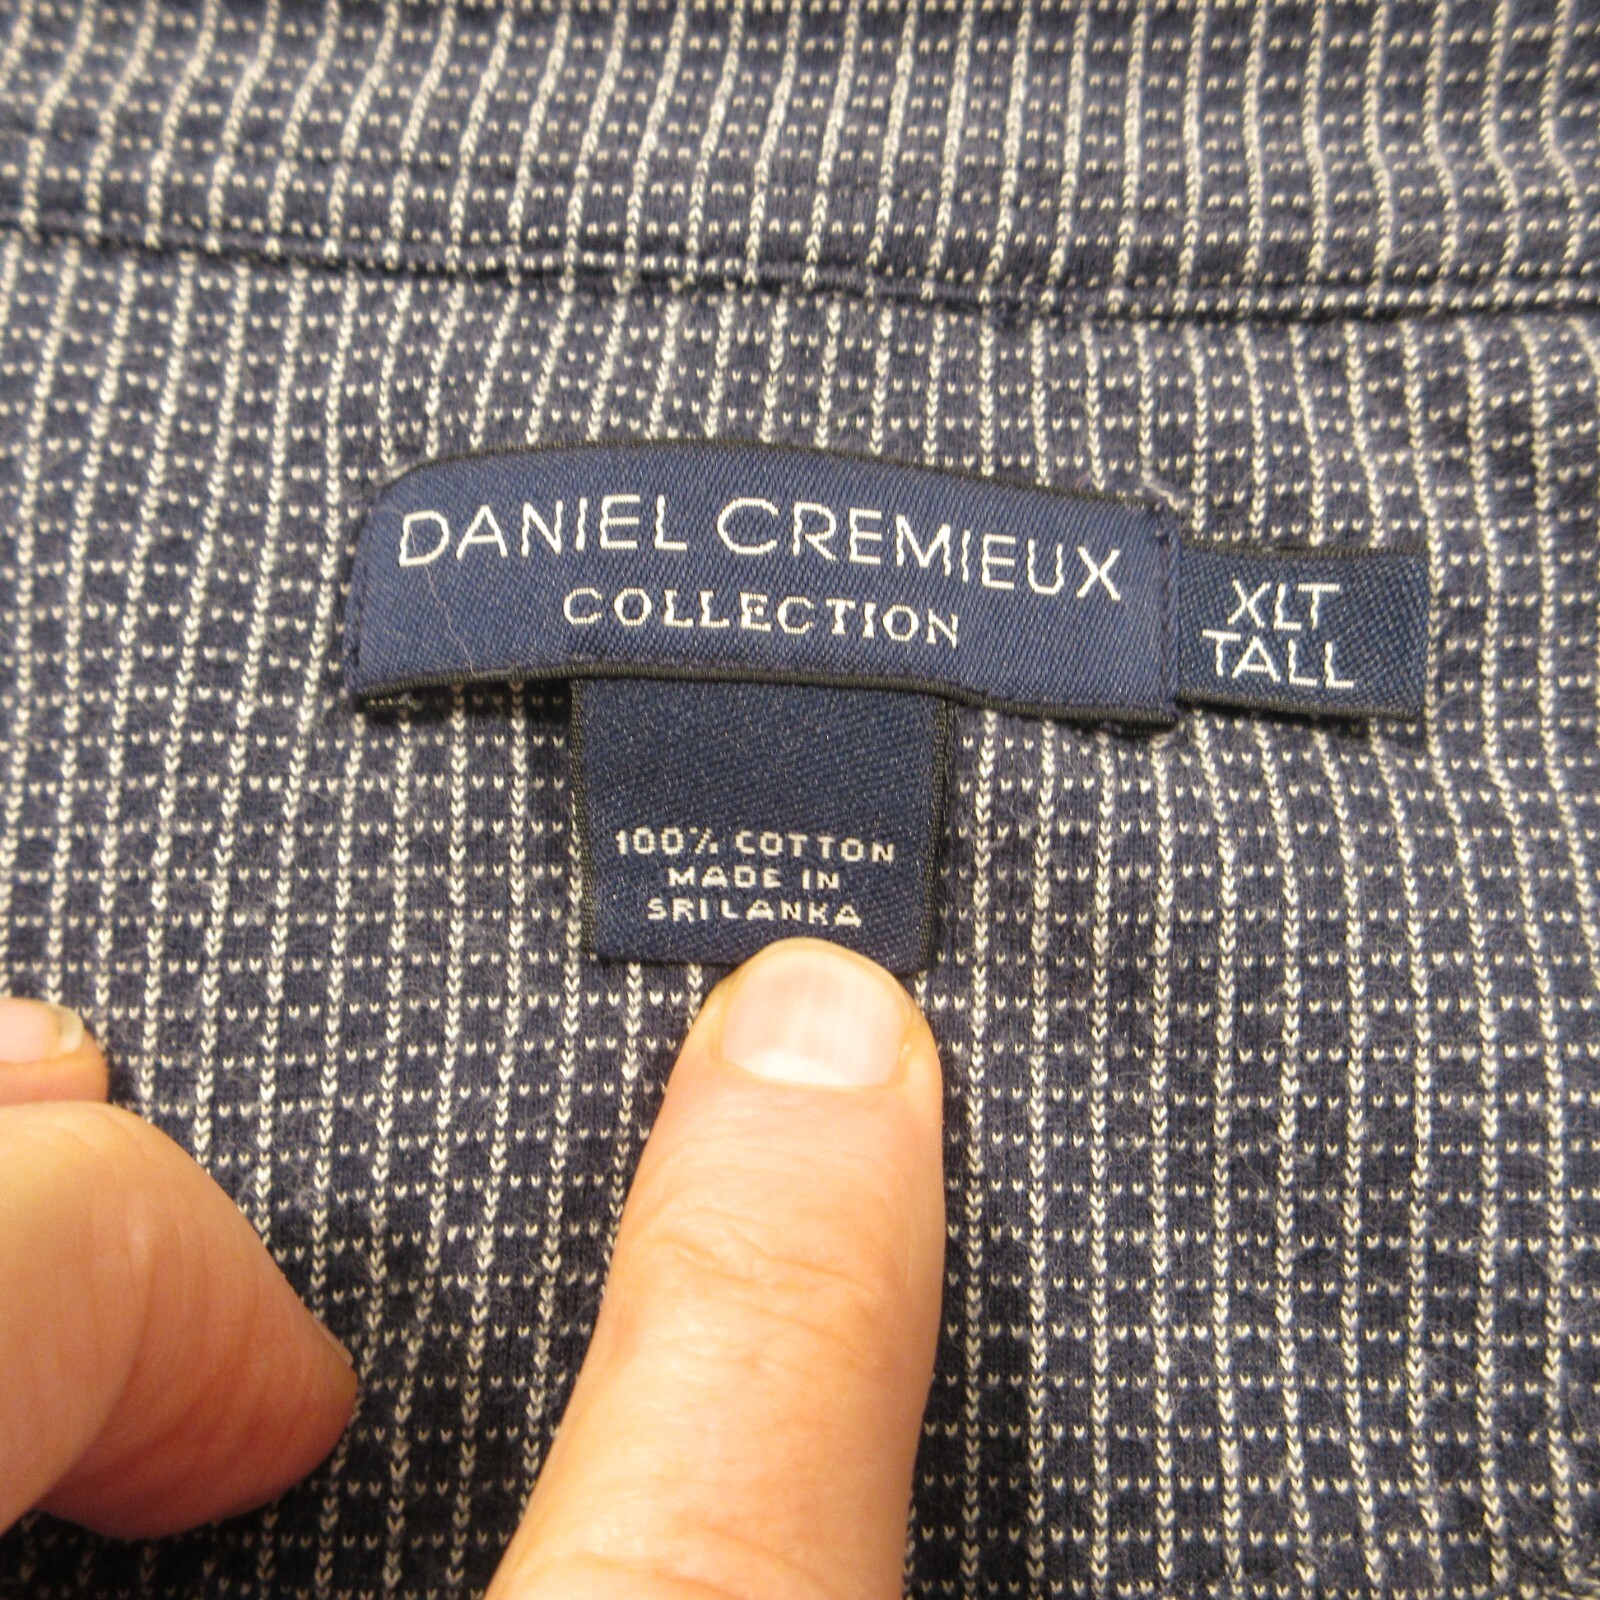 DANIEL CREMIEUX
COLLECTION
XLT
TALL
100% COTTON
MADE IN
SRI LANKA